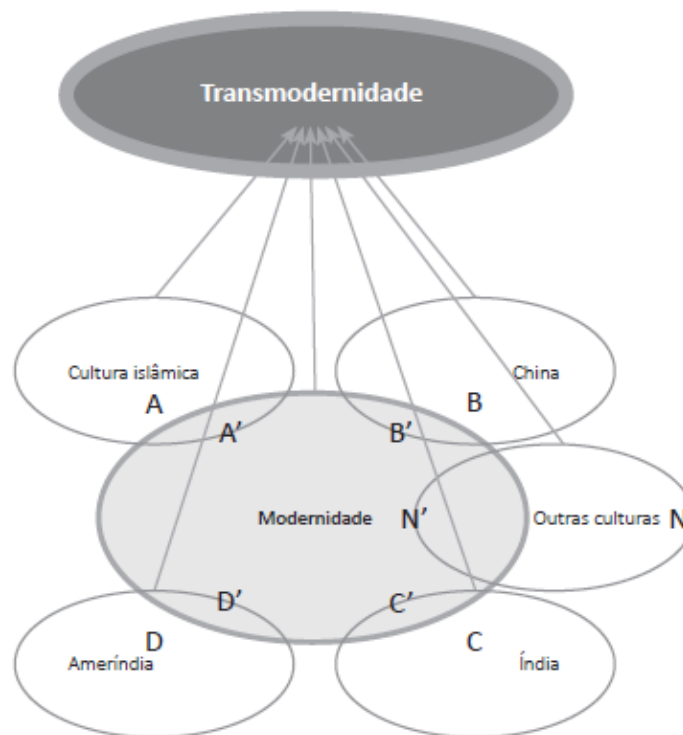 Transmodernidade
Cultura islâmica
China
A
B
A’
B’
Modernidade
N’
Outras culturas
N
D’
C’
D
C
Ameríndia
Índia